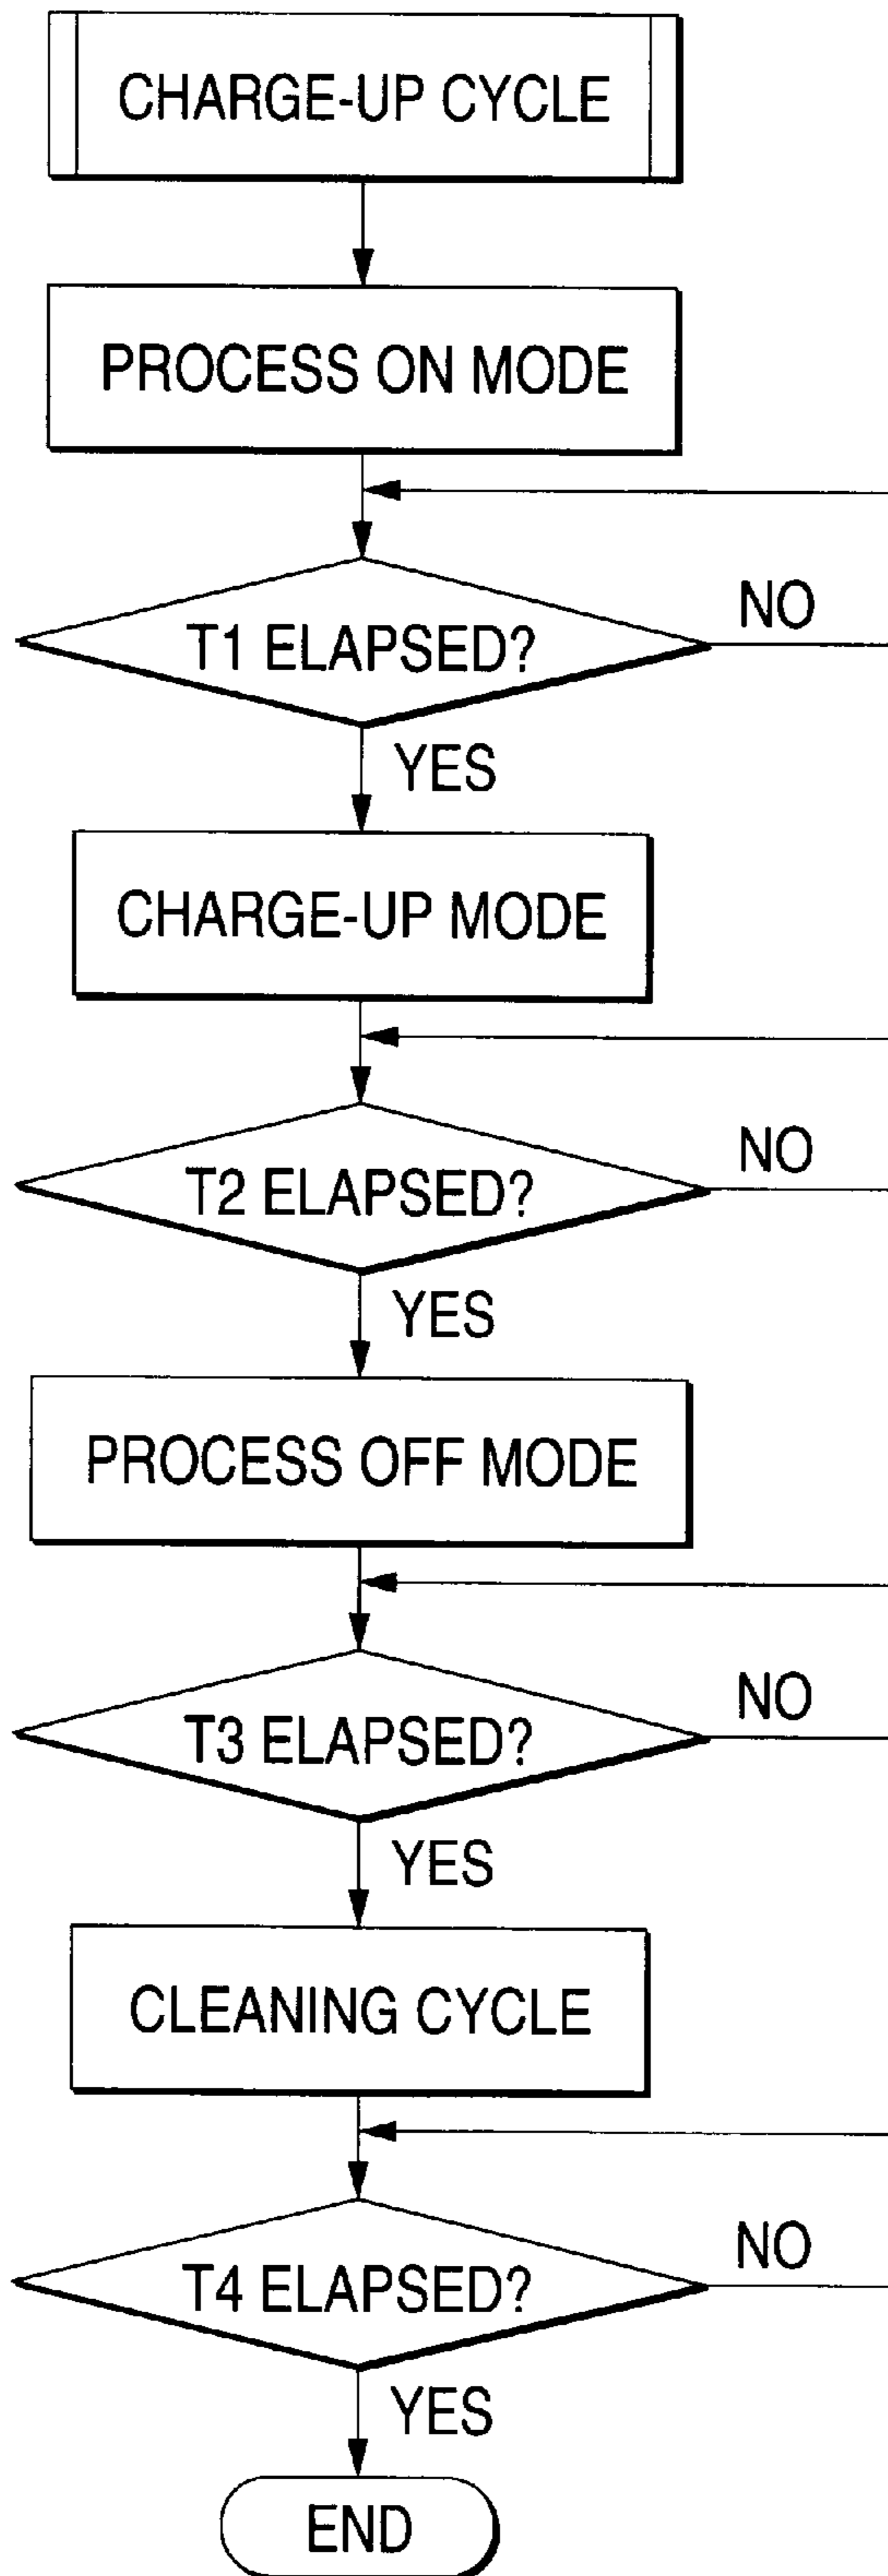 CHARGE-UP CYCLE
PROCESS ON MODE
T1 ELAPSED?
NO
YES
CHARGE-UP MODE
T2 ELAPSED?
NO
YES
PROCESS OFF MODE
T3 ELAPSED?
NO
YES
CLEANING CYCLE
T4 ELAPSED?
NO
YES
END